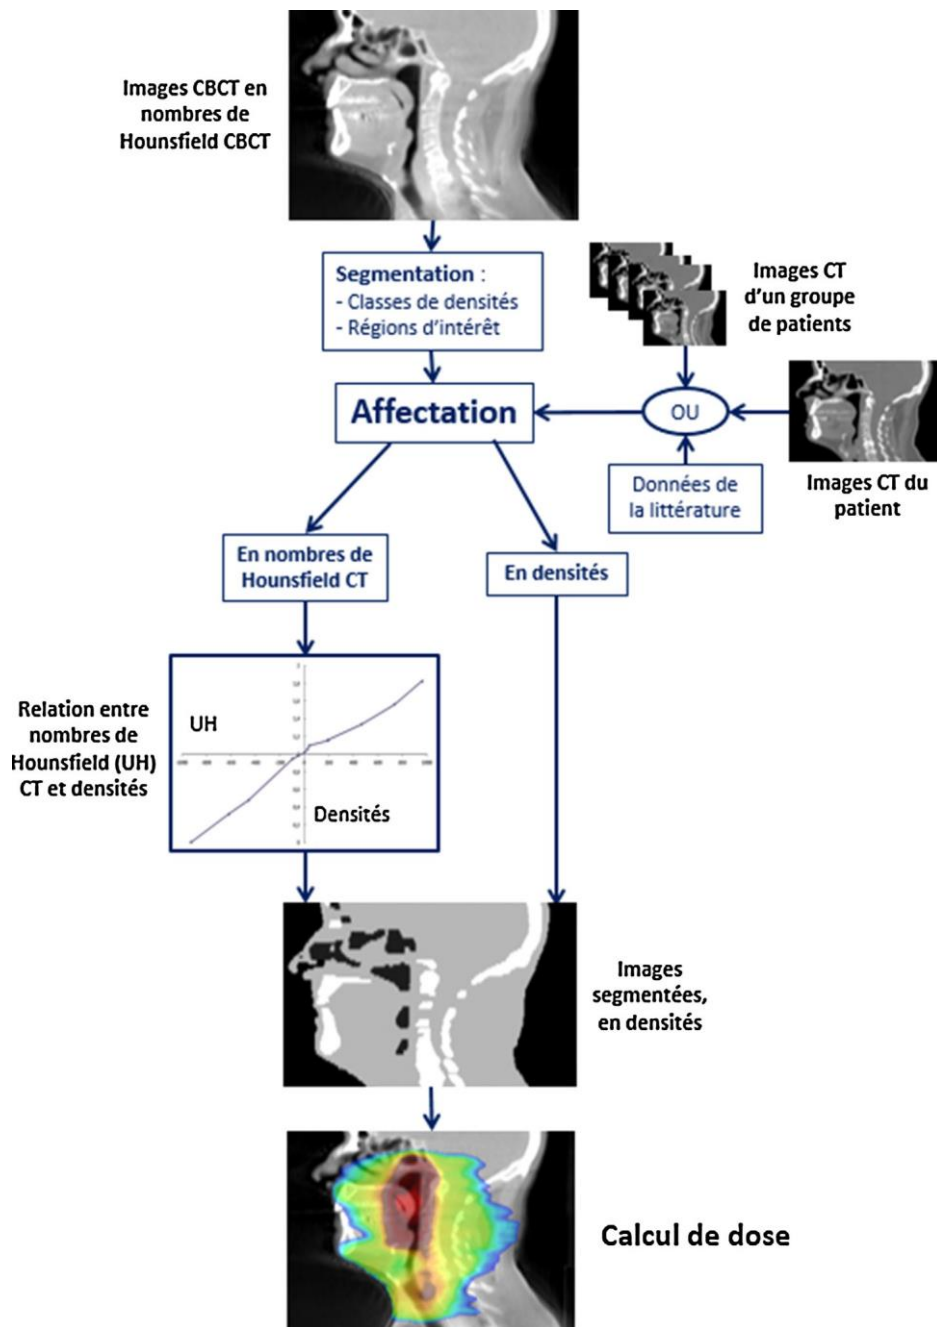 Images CBCT en
nombres de
Hounsfield CBCT
Segmentation :
- Classes de densités
- Régions d'intérêt
Images CT
d'un groupe
de patients
Affectation
OU
Données de
la littérature
Images CT du
patient
En nombres de
Hounsfield CT
En densités
Relation entre
nombres de
Hounsfield (UH)
CT et densités
UH
Densités
Images
segmentées,
en densités
Calcul de dose